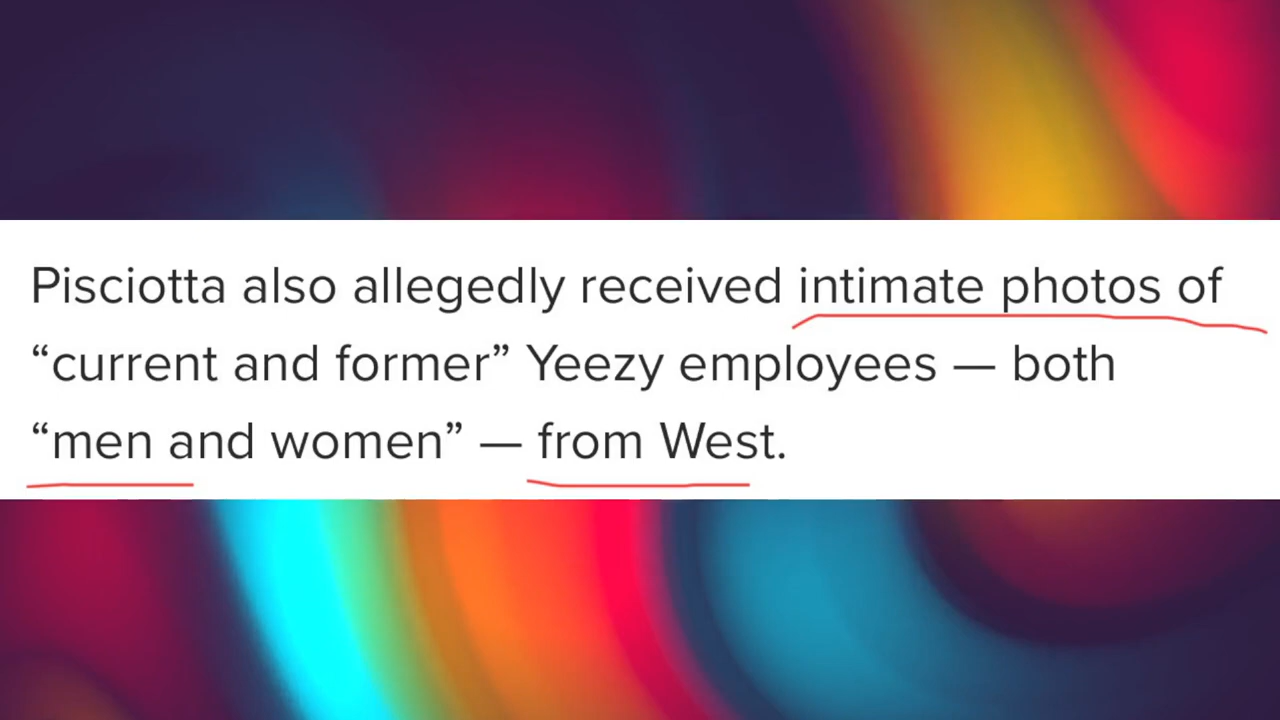 Pisciotta also allegedly received intimate photos of
“current and former” Yeezy employees — both
“men and women” — from West.